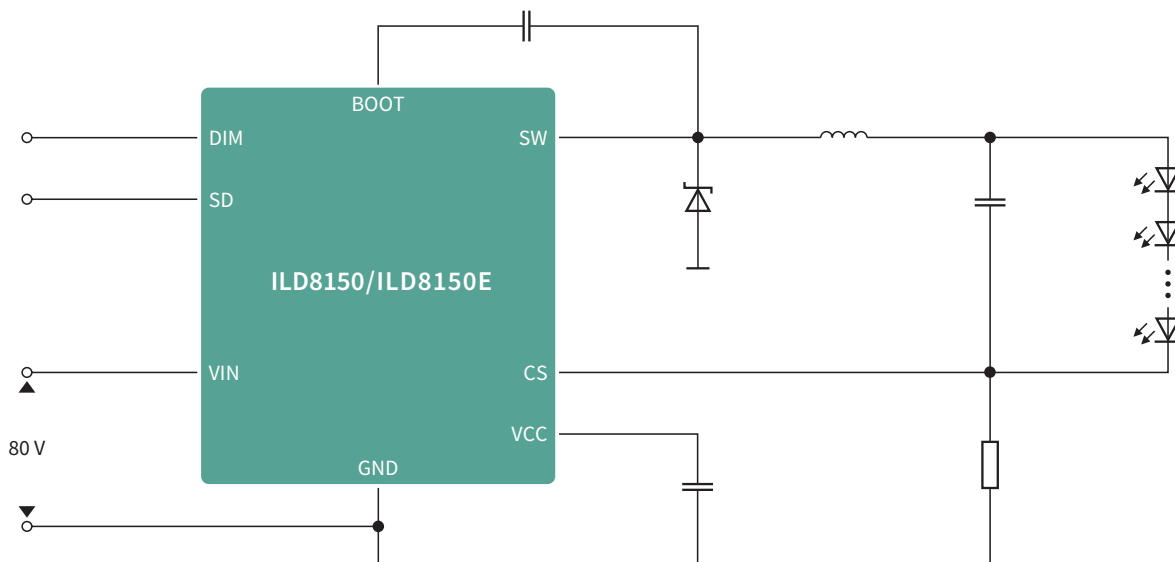 BOOT
DIM
SW
SD
ILD8150/ILD8150E
VIN
CS
VCC
80 V
GND